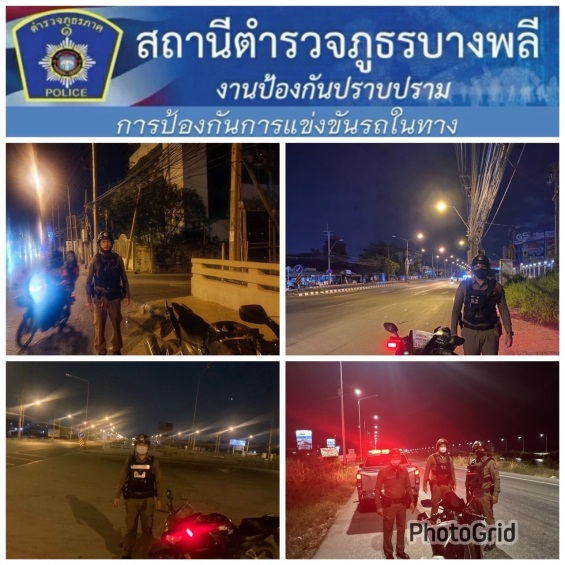 ตำรวจภูธรภาค
๑
POLICE
สถานีตำรวจภูธรบางพลี
งานป้องกันปราบปราม
การป้องกันการแข่งขันรถในทาง
PhotoGrid